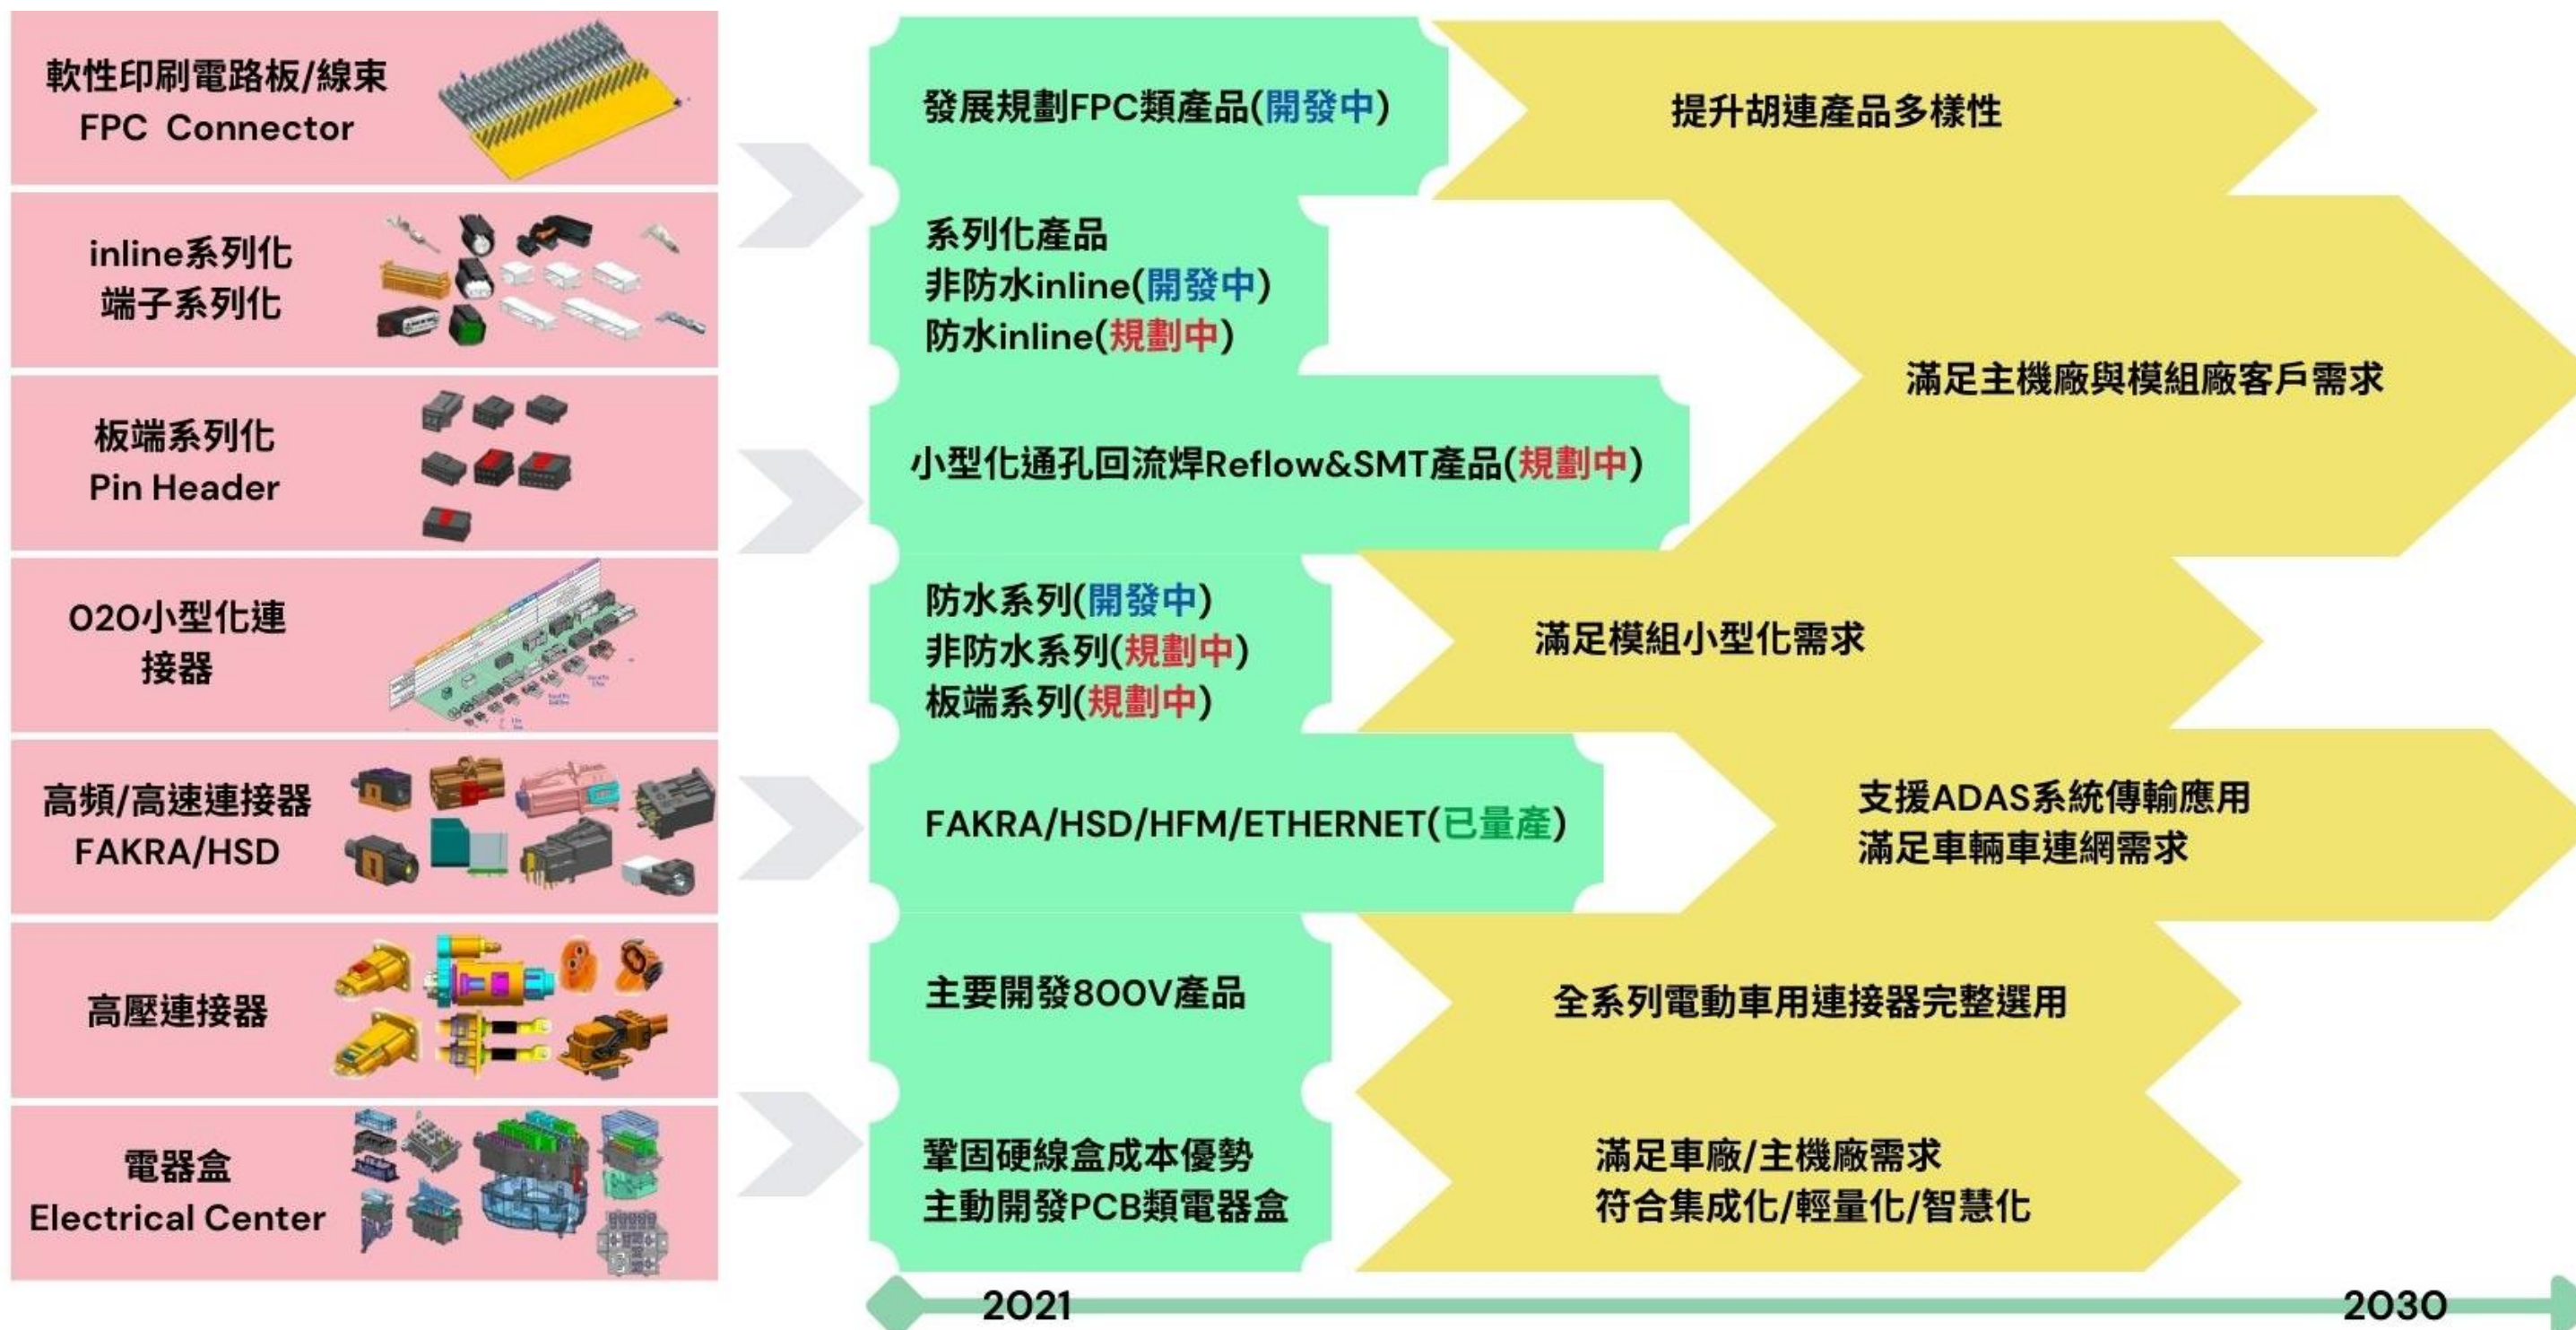 軟性印刷電路板/線束
FPC Connector
發展規劃FPC類產品(開發中)
提升胡連產品多樣性
inline系列化
端子系列化
系列化產品
非防水inline(開發中)
防水inline(規劃中)
滿足主機廠與模組廠客戶需求
板端系列化
Pin Header
小型化通孔回流焊Reflow&SMT產品(規劃中)
020小型化連
接器
防水系列(開發中)
非防水系列(規劃中)
板端系列(規劃中)
滿足模組小型化需求
高頻/高速連接器
FAKRA/HSD
FAKRA/HSD/HFM/ETHERNET(已量產)
支援ADAS系統傳輸應用
滿足車輛車連網需求
高壓連接器
主要開發800V產品
全系列電動車用連接器完整選用
電器盒
Electrical Center
鞏固硬線盒成本優勢
主動開發PCB類電器盒
滿足車廠/主機廠需求
符合集成化/輕量化/智慧化
2021
2030